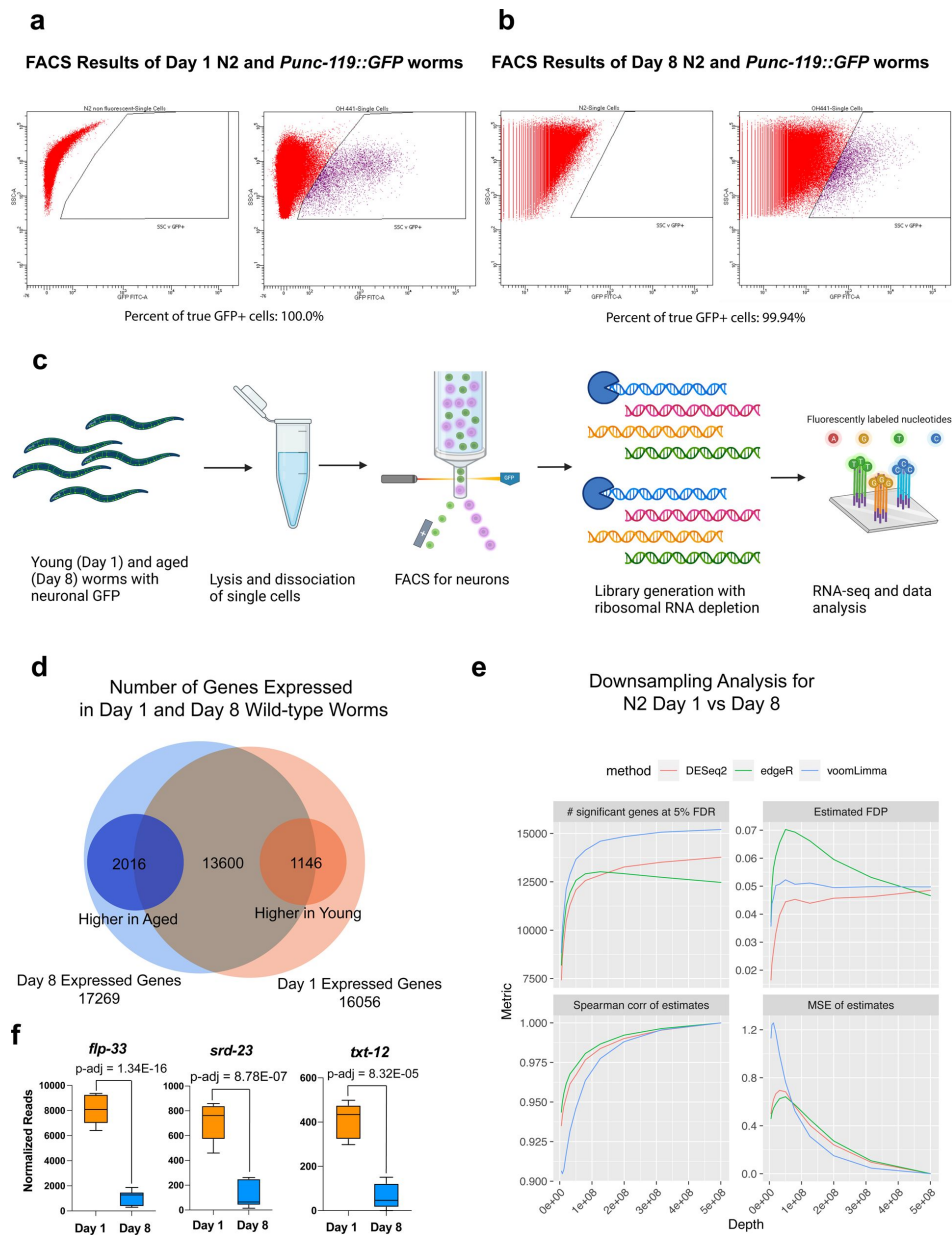 a
FACS Results of Day 1 N2 and Punc-119::GFP worms
N2 non fluorescent-Single Cells
SSC-A
SSC v GFP+
GFP FITC-A
OH 441-Single Cells
SSC-A
SSC v GFP+
GFP FITC-A
Percent of true GFP+ cells: 100.0%
b
FACS Results of Day 8 N2 and Punc-119::GFP worms
N2-Single Cells
SSC-A
SSC v GFP+
GFP FITC-A
OH441-Single Cells
SSC-A
SSC v GFP+
GFP FITC-A
Percent of true GFP+ cells: 99.94%
c
GFP
Fluorescently labeled nucleotides
A G T C
T T T
G G G
C C C
Young (Day 1) and aged
(Day 8) worms with
neuronal GFP
Lysis and dissociation
of single cells
FACS for neurons
Library generation with
ribosomal RNA depletion
RNA-seq and data
analysis
d
Number of Genes Expressed
in Day 1 and Day 8 Wild-type Worms
2016
13600
1146
Higher in Aged
Higher in Young
Day 8 Expressed Genes
17269
Day 1 Expressed Genes
16056
e
Downsampling Analysis for
N2 Day 1 vs Day 8
method DESeq2 edgeR voomLimma
# significant genes at 5% FDR
15000
12500
10000
7500
Estimated FDP
0.07
0.06
0.05
0.04
0.03
0.02
Metric
Spearman corr of estimates
1.000
0.975
0.950
0.925
0.900
0e+00 1e+08 2e+08 3e+08 4e+08 5e+08
MSE of estimates
1.2
0.8
0.4
0.0
0e+00 1e+08 2e+08 3e+08 4e+08 5e+08
Depth
f
flp-33
p-adj = 1.34E-16
Normalized Reads
10000
8000
6000
4000
2000
0
Day 1 Day 8
srd-23
p-adj = 8.78E-07
1000
800
600
400
200
0
Day 1 Day 8
txt-12
p-adj = 8.32E-05
600
400
200
0
Day 1 Day 8